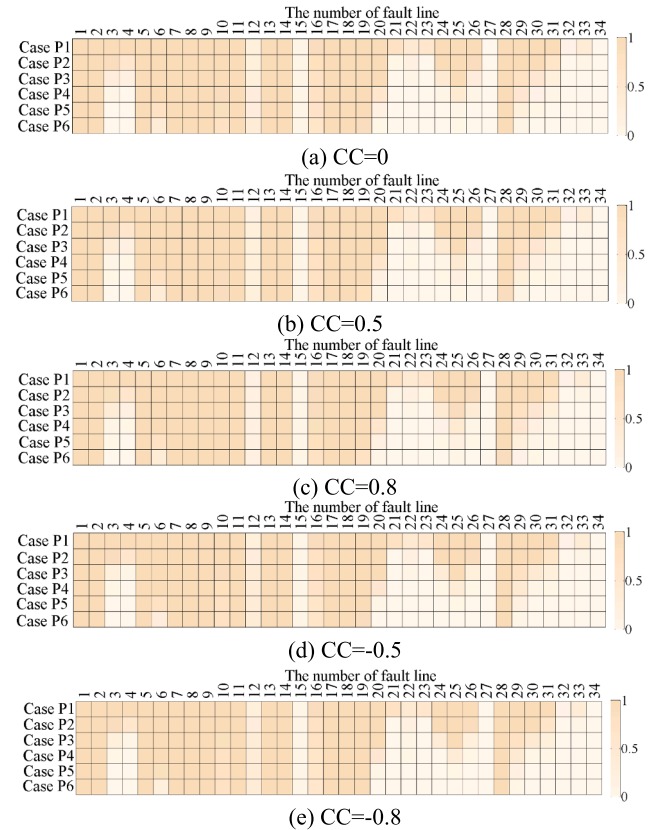 The number of fault line
1 2 3 4 5 6 7 8 9 10 11 12 13 14 15 16 17 18 19 20 21 22 23 24 25 26 27 28 29 30 31 32 33 34
Case P1
Case P2
Case P3
Case P4
Case P5
Case P6
1
0.5
0
(a) CC=0
The number of fault line
1 2 3 4 5 6 7 8 9 10 11 12 13 14 15 16 17 18 19 20 21 22 23 24 25 26 27 28 29 30 31 32 33 34
Case P1
Case P2
Case P3
Case P4
Case P5
Case P6
1
0.5
0
(b) CC=0.5
The number of fault line
1 2 3 4 5 6 7 8 9 10 11 12 13 14 15 16 17 18 19 20 21 22 23 24 25 26 27 28 29 30 31 32 33 34
Case P1
Case P2
Case P3
Case P4
Case P5
Case P6
1
0.5
0
(c) CC=0.8
The number of fault line
1 2 3 4 5 6 7 8 9 10 11 12 13 14 15 16 17 18 19 20 21 22 23 24 25 26 27 28 29 30 31 32 33 34
Case P1
Case P2
Case P3
Case P4
Case P5
Case P6
1
0.5
0
(d) CC=-0.5
The number of fault line
1 2 3 4 5 6 7 8 9 10 11 12 13 14 15 16 17 18 19 20 21 22 23 24 25 26 27 28 29 30 31 32 33 34
Case P1
Case P2
Case P3
Case P4
Case P5
Case P6
1
0.5
0
(e) CC=-0.8